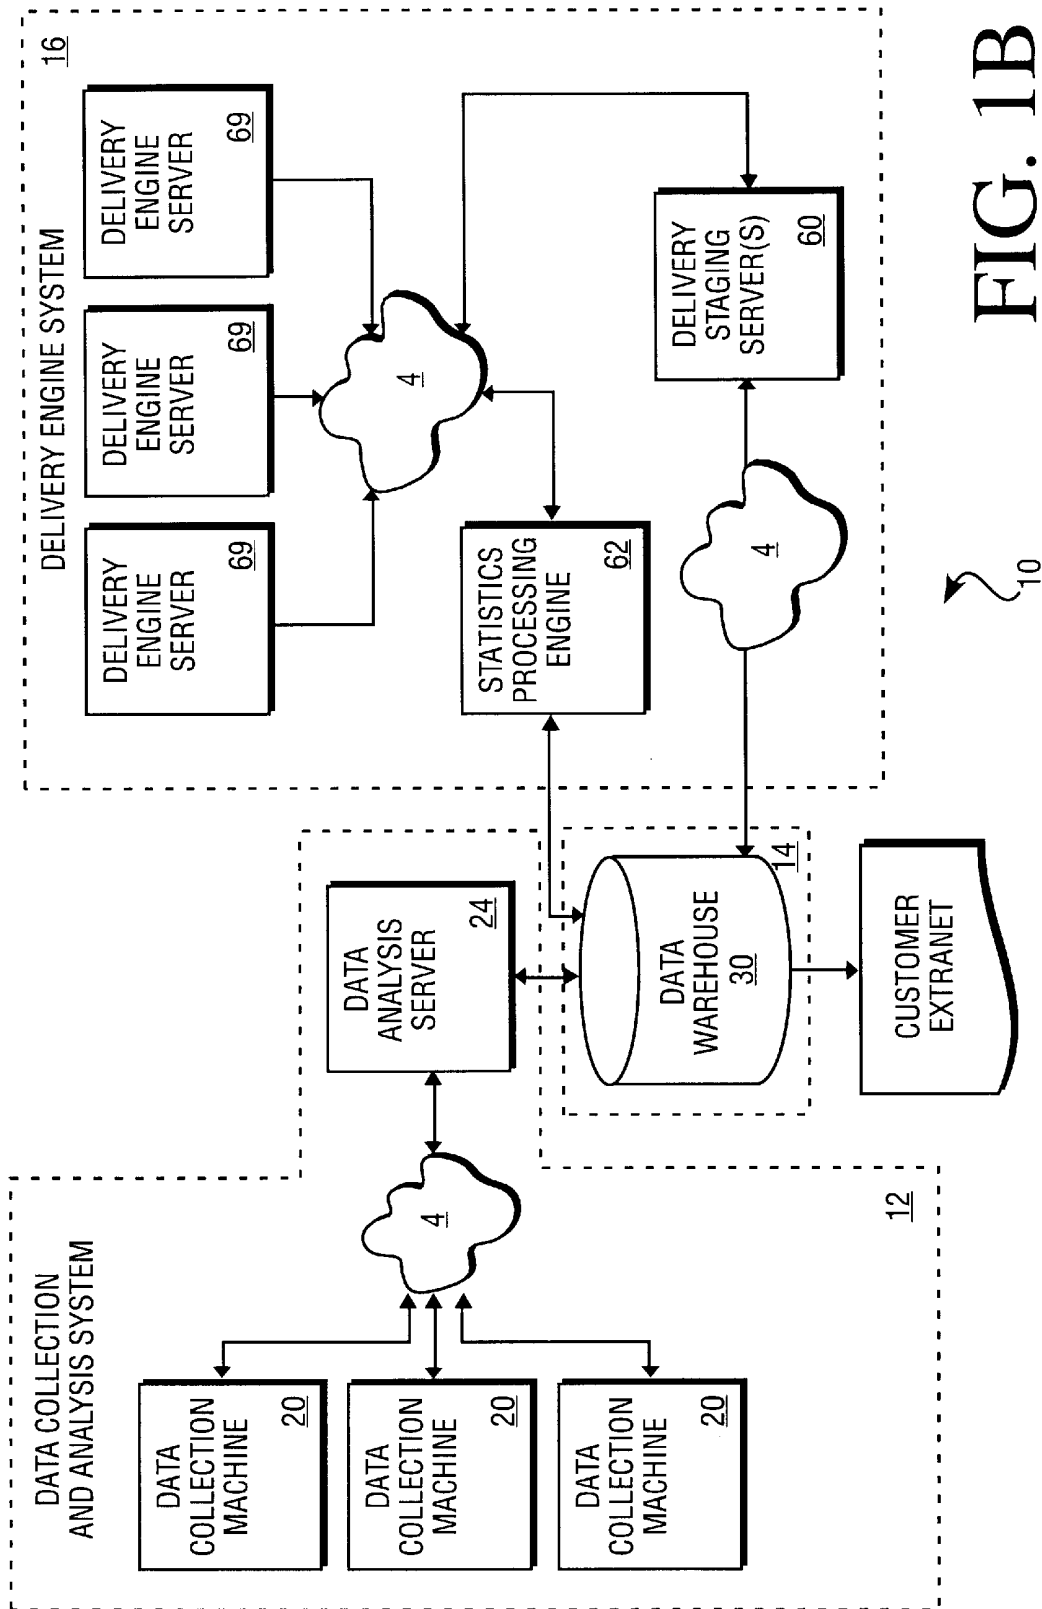 DATA COLLECTION
AND ANALYSIS SYSTEM
DATA
COLLECTION
MACHINE
20
DATA
COLLECTION
MACHINE
20
DATA
COLLECTION
MACHINE
20
4
12
DATA
ANALYSIS
SERVER
24
DATA
WAREHOUSE
30
14
CUSTOMER
EXTRANET
DELIVERY ENGINE SYSTEM
16
DELIVERY
ENGINE
SERVER
69
DELIVERY
ENGINE
SERVER
69
DELIVERY
ENGINE
SERVER
69
4
STATISTICS
PROCESSING
ENGINE
62
4
DELIVERY
STAGING
SERVER(S)
60
10
FIG. 1B